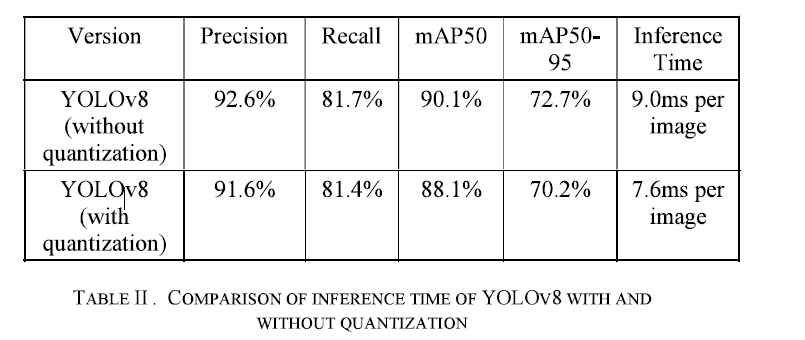 Version Precision Recall mAP50 mAP50- Inference
95 Time
YOLOv8 92.6% 81.7% 90.1% 72.7% 9.0ms per
(without image
quantization)
YOLOv8 91.6% 81.4% 88.1% 70.2% 7.6ms per
(with image
quantization)
TABLE II . COMPARISON OF INFERENCE TIME OF YOLOV8 WITH AND
WITHOUT QUANTIZATION